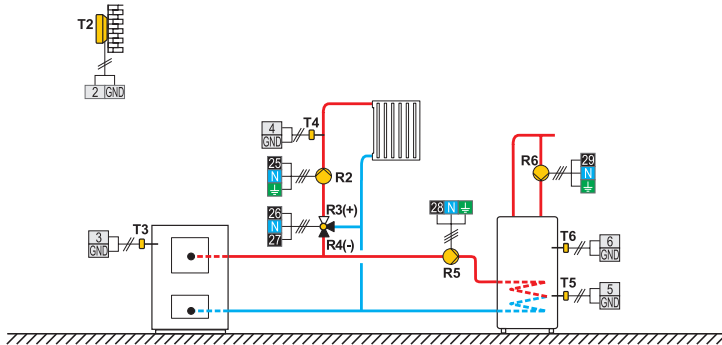 T2
2 GND
4 T4
GND
25
N R2
26 R3(+)
N
27 R4(-)
3 T3
GND
28 N
R5
R6 29
N
T6 6
GND
T5 5
GND